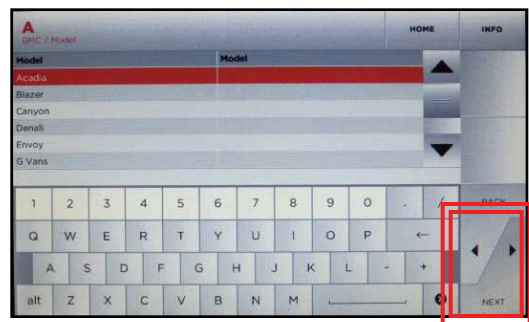 A
GMC / Model
HOME
INFO
Model Model
Acadia
Blazer
Canyon
Denali
Envoy
G Vans
1 2 3 4 5 6 7 8 9 0 . /
BACK
Q W E R T Y U I O P ←
A S D F G H J K L - +
alt Z X C V B N M
NEXT